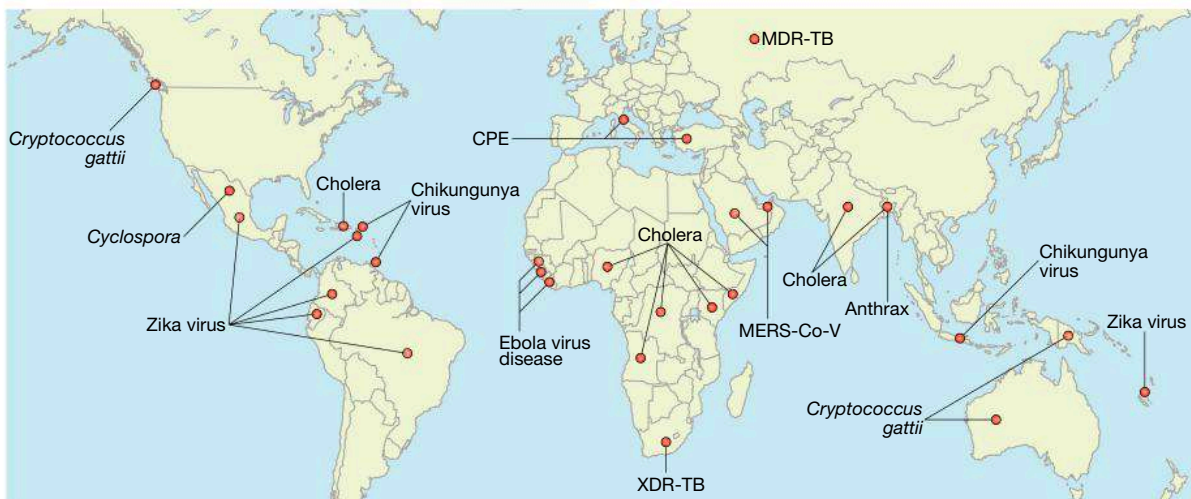 MDR-TB
CPE
Cryptococcus
gattii
Cholera
Chikungunya
virus
Cyclospora
Cholera
Zika virus
Ebola virus
disease
MERS-Co-V
Cholera
Anthrax
Chikungunya
virus
Zika virus
Cryptococcus
gattii
XDR-TB